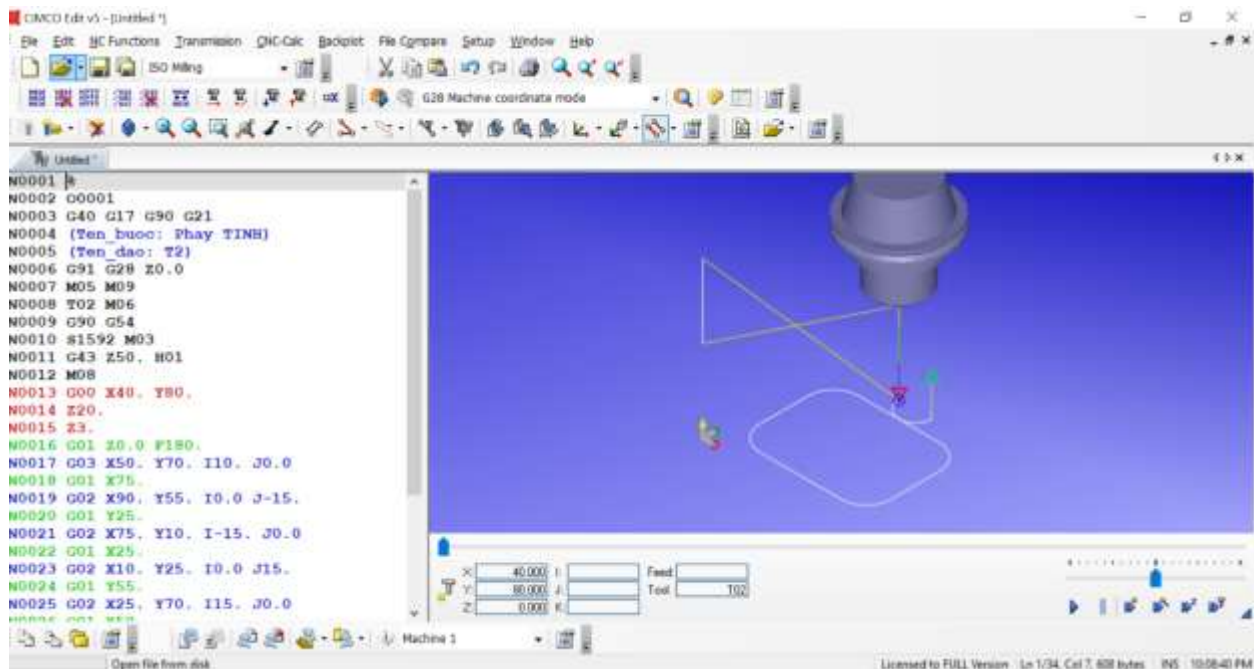 CIMCO Edit v5 - [Untitled *]
File Edit NC Functions Transmission CNC-Calc Backplot File Compare Setup Window Help
ISO Milling
G28 Machine coordinate mode
Untitled *
N0001 %
N0002 O0001
N0003 G40 G17 G90 G21
N0004 (Ten_buoc: Phay TINH)
N0005 (Ten_dao: T2)
N0006 G91 G28 Z0.0
N0007 M05 M09
N0008 T02 M06
N0009 G90 G54
N0010 S1592 M03
N0011 G43 Z50. H01
N0012 M08
N0013 G00 X40. Y80.
N0014 Z20.
N0015 Z3.
N0016 G01 Z0.0 F180.
N0017 G03 X50. Y70. I10. J0.0
N0018 G01 X75.
N0019 G02 X90. Y55. I0.0 J-15.
N0020 G01 Y25.
N0021 G02 X75. Y10. I-15. J0.0
N0022 G01 X25.
N0023 G02 X10. Y25. I0.0 J15.
N0024 G01 Y55.
N0025 G02 X25. Y70. I15. J0.0
X: 40.000 I: Feed:
Y: 80.000 J: Tool: T02
Z: 0.000 K:
Machine 1
Open file from disk
Licensed to FULL Version Ln 1/34, Col 7, 608 bytes INS 10:08:40 PM